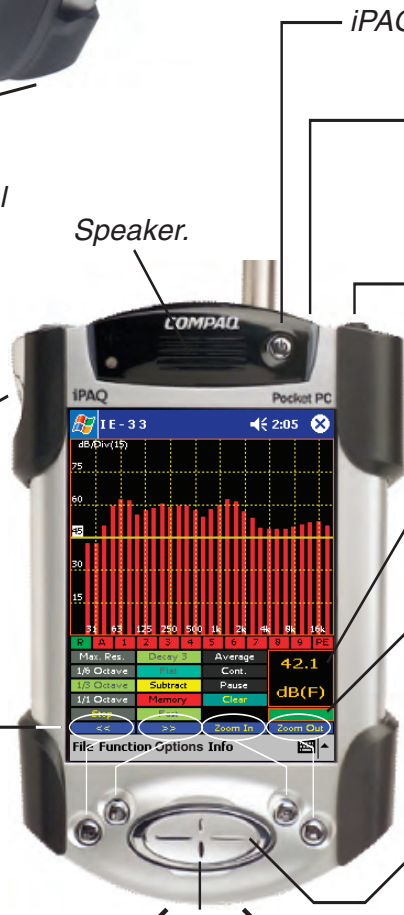 iPAQ
l
Speaker.
COMPAQ
iPAQ
Pocket PC
IE-33 2:05
dB/Div(15)
75
60
45
30
15
31 63 125 250 500 1k 2k 4k 8k 16k
R A 1 2 3 4 5 6 7 8 9 PE
Max. Res. Decay 3 Average 42.1
1/6 Octave Flat Cont. dB(F)
1/3 Octave Subtract Pause
1/1 Octave Memory Clear
Stop Fast
<< >> Zoom In Zoom Out
File Function Options Info